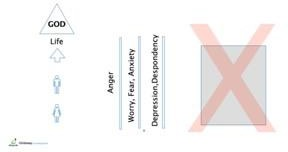 GOD
Life
Anger
Worry, Fear, Anxiety
Depression,Despondency